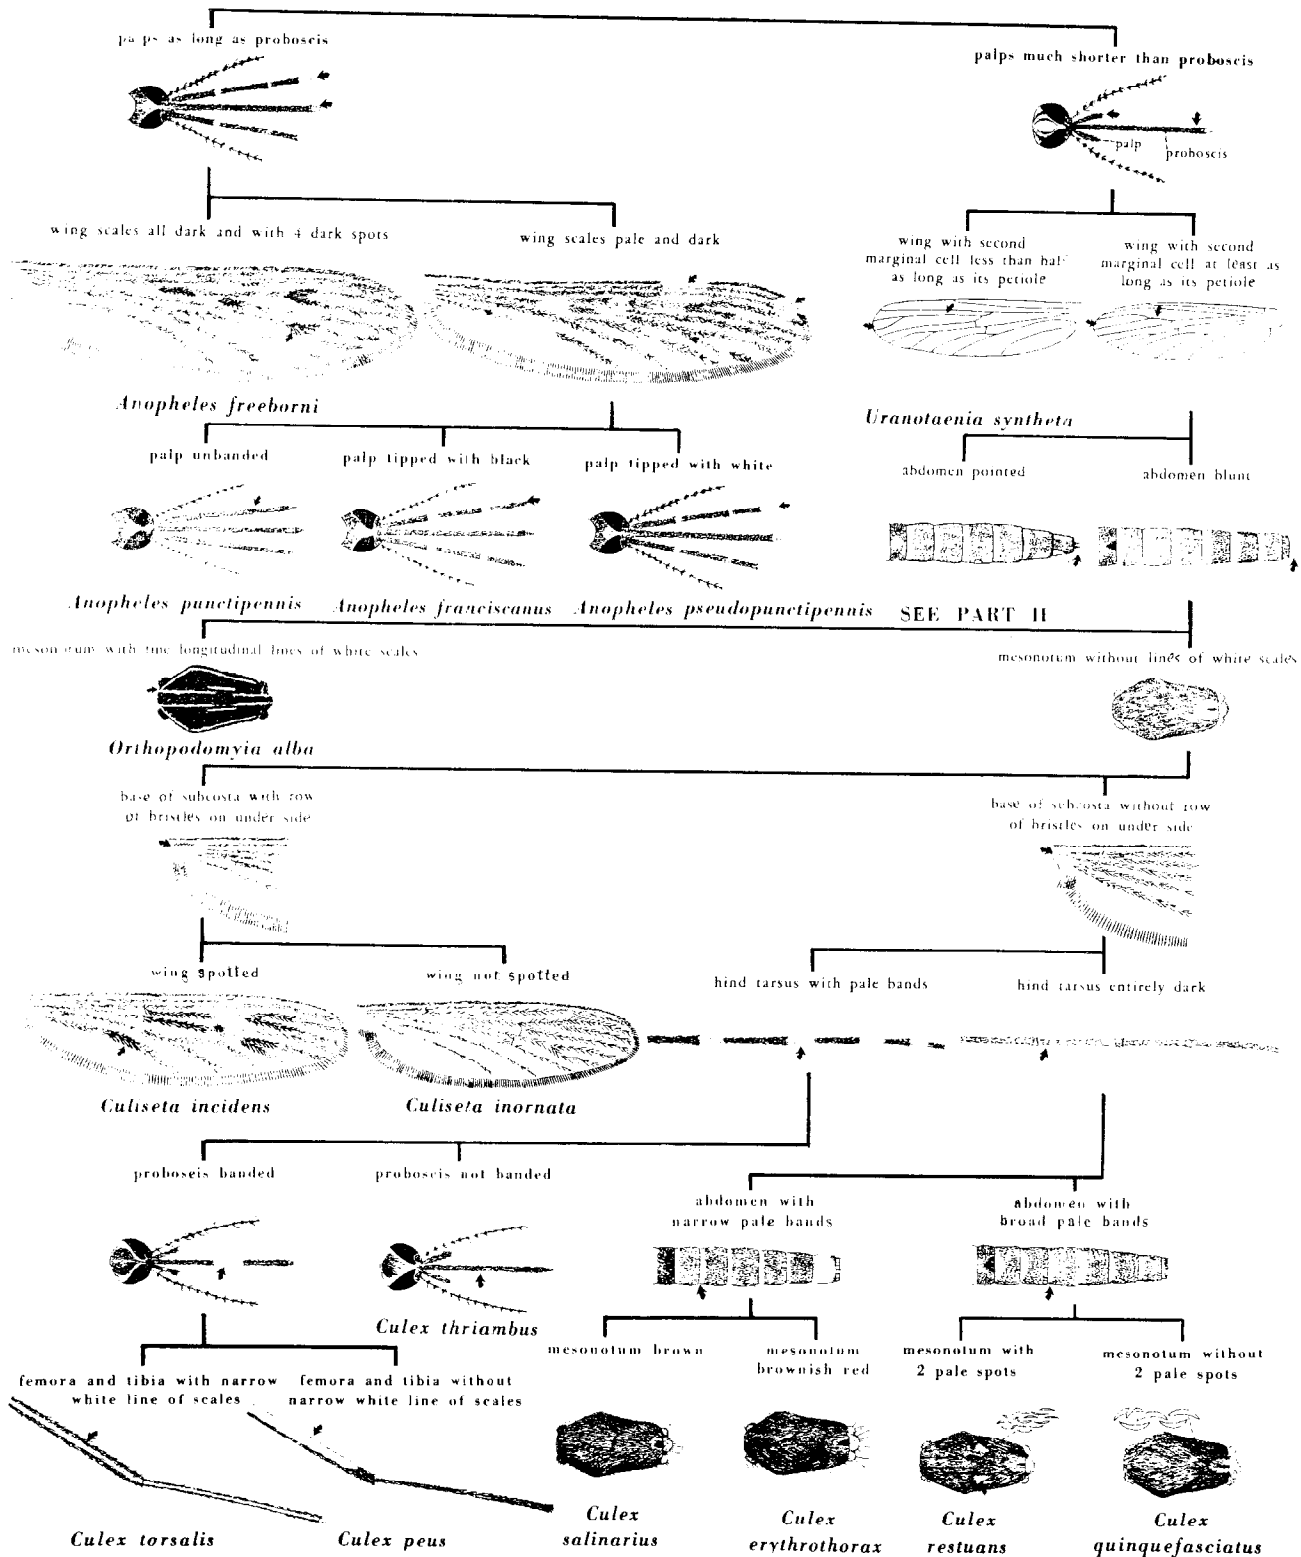 palps as long as proboscis
palps much shorter than proboscis
palp
proboscis
wing scales all dark and with 4 dark spots
wing scales pale and dark
wing with second
marginal cell less than half
as long as its petiole
wing with second
marginal cell at least as
long as its petiole
Anopheles freeborni
Uranotaenia syntheta
palp unbanded
palp tipped with black
palp tipped with white
abdomen pointed
abdomen blunt
Anopheles punctipennis
Anopheles franciscanus
Anopheles pseudopunctipennis
SEE PART II
mesonotum with fine longitudinal lines of white scales
mesonotum without lines of white scales
Orthopodomyia alba
base of subcosta with row
of bristles on under side
base of subcosta without row
of bristles on under side
wing spotted
wing not spotted
hind tarsus with pale bands
hind tarsus entirely dark
Culiseta incidens
Culiseta inornata
proboscis banded
proboscis not banded
abdomen with
narrow pale bands
abdomen with
broad pale bands
Culex thriambus
mesonotum brown
mesonotum
brownish red
mesonotum with
2 pale spots
mesonotum without
2 pale spots
femora and tibia with narrow
white line of scales
femora and tibia without
narrow white line of scales
Culex torsalis
Culex peus
Culex
salinarius
Culex
erythrothorax
Culex
restuans
Culex
quinquefasciatus